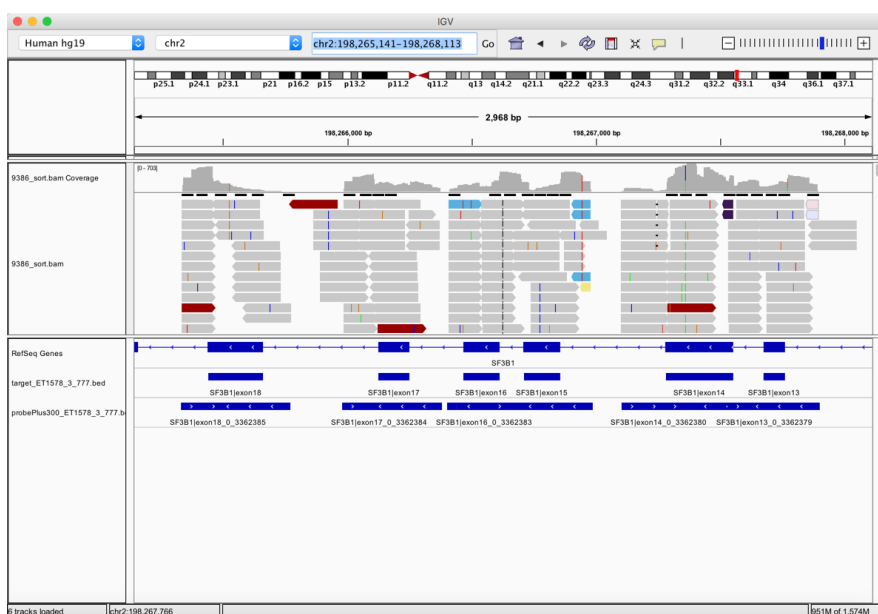 IGV
Human hg19 chr2 chr2:198,265,141-198,268,113 Go
p25.1 p24.1 p23.1 p21 p16.2 p15 p13.2 p11.2 q11.2 q13 q14.2 q21.1 q22.2 q23.3 q24.3 q31.2 q32.2 q33.1 q34 q36.1 q37.1
2,968 bp
198,266,000 bp 198,267,000 bp 198,268,000 bp
9386_sort.bam Coverage
[0 - 703]
9386_sort.bam
RefSeq Genes
SF3B1
target_ET1578_3_777.bed
SF3B1|exon18 SF3B1|exon17 SF3B1|exon16 SF3B1|exon15 SF3B1|exon14 SF3B1|exon13
probePlus300_ET1578_3_777.b
SF3B1|exon18_0_3362385 SF3B1|exon17_0_3362384 SF3B1|exon16_0_3362383 SF3B1|exon14_0_3362380 SF3B1|exon13_0_3362379
6 tracks loaded chr2:198,267,766 951M of 1,574M